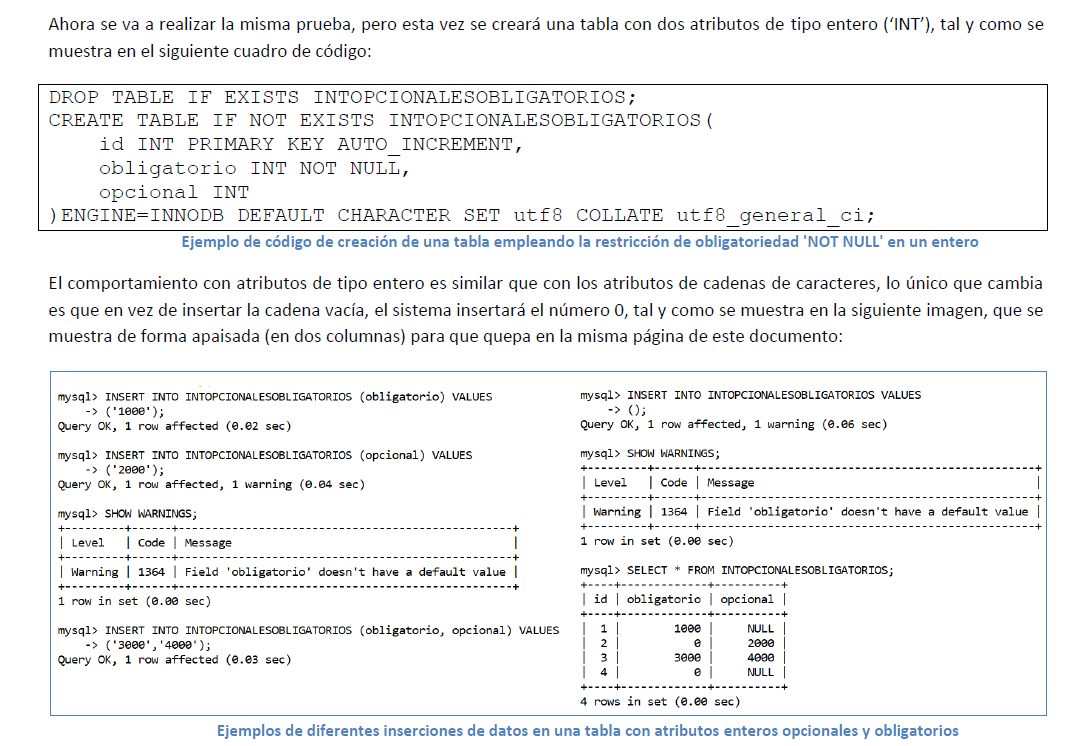 Ahora se va a realizar la misma prueba, pero esta vez se creará una tabla con dos atributos de tipo entero (‘INT’), tal y como se
muestra en el siguiente cuadro de código:
DROP TABLE IF EXISTS INTOPCIONALESOBLIGATORIOS;
CREATE TABLE IF NOT EXISTS INTOPCIONALESOBLIGATORIOS(
    id INT PRIMARY KEY AUTO_INCREMENT,
    obligatorio INT NOT NULL,
    opcional INT
)ENGINE=INNODB DEFAULT CHARACTER SET utf8 COLLATE utf8_general_ci;
Ejemplo de código de creación de una tabla empleando la restricción de obligatoriedad 'NOT NULL' en un entero
El comportamiento con atributos de tipo entero es similar que con los atributos de cadenas de caracteres, lo único que cambia
es que en vez de insertar la cadena vacía, el sistema insertará el número 0, tal y como se muestra en la siguiente imagen, que se
muestra de forma apaisada (en dos columnas) para que quepa en la misma página de este documento:
mysql> INSERT INTO INTOPCIONALESOBLIGATORIOS (obligatorio) VALUES
    -> ('1000');
Query OK, 1 row affected (0.02 sec)
mysql> INSERT INTO INTOPCIONALESOBLIGATORIOS (opcional) VALUES
    -> ('2000');
Query OK, 1 row affected, 1 warning (0.04 sec)
mysql> SHOW WARNINGS;
+---------+------+--------------------------------------------------+
| Level   | Code | Message                                          |
+---------+------+--------------------------------------------------+
| Warning | 1364 | Field 'obligatorio' doesn't have a default value |
+---------+------+--------------------------------------------------+
1 row in set (0.00 sec)
mysql> INSERT INTO INTOPCIONALESOBLIGATORIOS (obligatorio, opcional) VALUES
    -> ('3000','4000');
Query OK, 1 row affected (0.03 sec)
mysql> INSERT INTO INTOPCIONALESOBLIGATORIOS VALUES
    -> ();
Query OK, 1 row affected, 1 warning (0.06 sec)
mysql> SHOW WARNINGS;
+---------+------+--------------------------------------------------+
| Level   | Code | Message                                          |
+---------+------+--------------------------------------------------+
| Warning | 1364 | Field 'obligatorio' doesn't have a default value |
+---------+------+--------------------------------------------------+
1 row in set (0.00 sec)
mysql> SELECT * FROM INTOPCIONALESOBLIGATORIOS;
+----+-------------+----------+
| id | obligatorio | opcional |
+----+-------------+----------+
|  1 |        1000 |     NULL |
|  2 |           0 |     2000 |
|  3 |        3000 |     4000 |
|  4 |           0 |     NULL |
+----+-------------+----------+
4 rows in set (0.00 sec)
Ejemplos de diferentes inserciones de datos en una tabla con atributos enteros opcionales y obligatorios